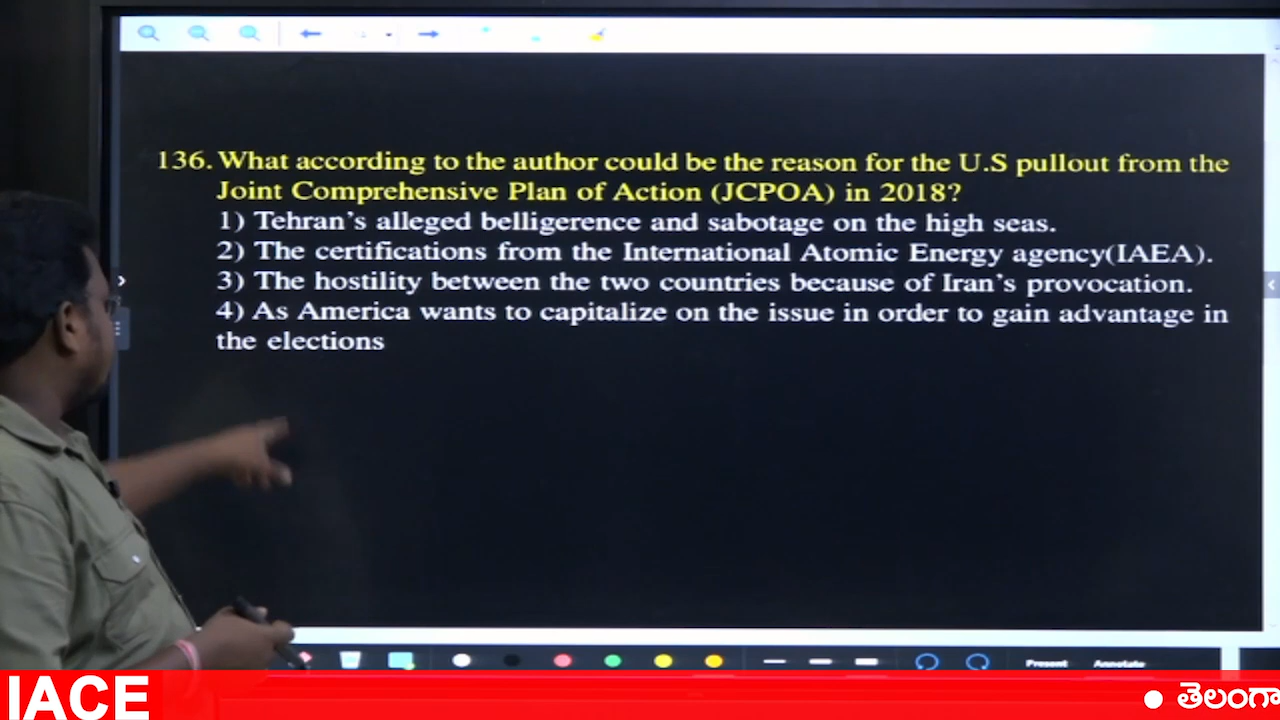 136. What according to the author could be the reason for the U.S pullout from the
Joint Comprehensive Plan of Action (JCPOA) in 2018?
1) Tehran's alleged belligerence and sabotage on the high seas.
2) The certifications from the International Atomic Energy agency(IAEA).
3) The hostility between the two countries because of Iran's provocation.
4) As America wants to capitalize on the issue in order to gain advantage in
the elections
Present Annotate
IACE
● తెలంగా